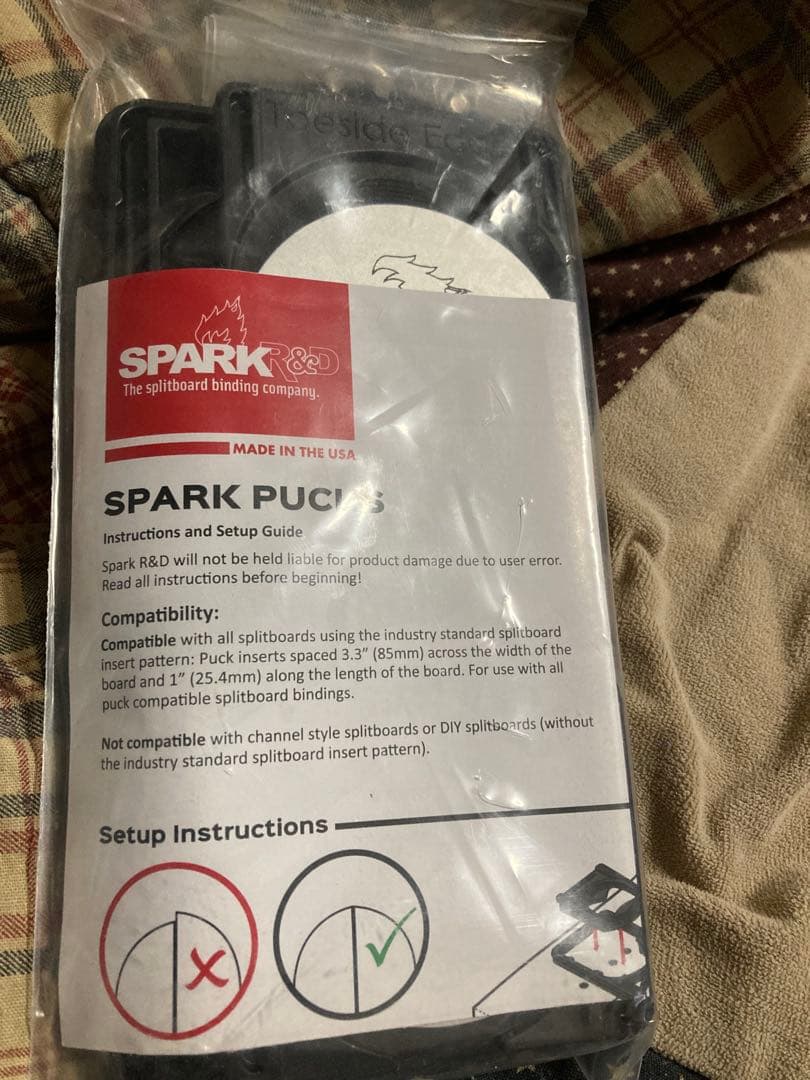 Toeside
SPARK R&D
The splitboard binding company.
MADE IN THE USA
SPARK PUCKS
Instructions and Setup Guide
Spark R&D will not be held liable for product damage due to user error.
Read all instructions before beginning!
Compatibility:
Compatible with all splitboards using the industry standard splitboard
insert pattern: Puck inserts spaced 3.3" (85mm) across the width of the
board and 1" (25.4mm) along the length of the board. For use with all
puck compatible splitboard bindings.
Not compatible with channel style splitboards or DIY splitboards (without
the industry standard splitboard insert pattern).
Setup Instructions